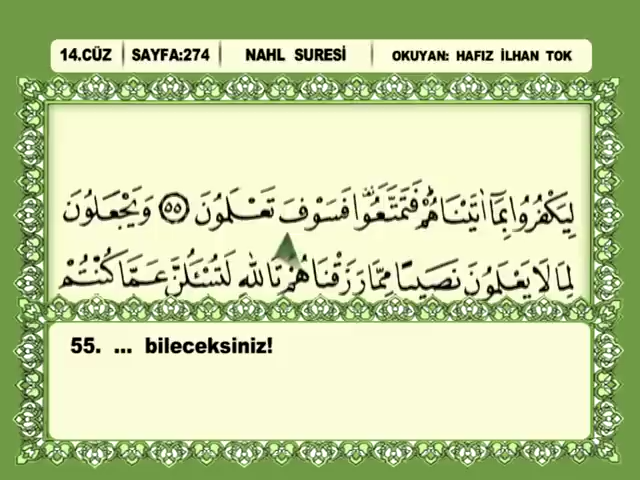 14.CÜZ SAYFA:274 NAHL SURESİ OKUYAN: HAFIZ İLHAN TOK
لِيَكْفُرُوا بِمَٓا اٰتَيْنَاهُمْۜ فَتَمَتَّعُوا۠ فَسَوْفَ تَعْلَمُونَ ﴿٥٥﴾ وَيَجْعَلُونَ
لِمَا لَا يَعْلَمُونَ نَصٖيبًا مِمَّا رَزَقْنَاهُمْۜ تَاللّٰهِ لَتُسْـَٔلُنَّ عَمَّا كُنْتُمْ
55. ... bileceksiniz!